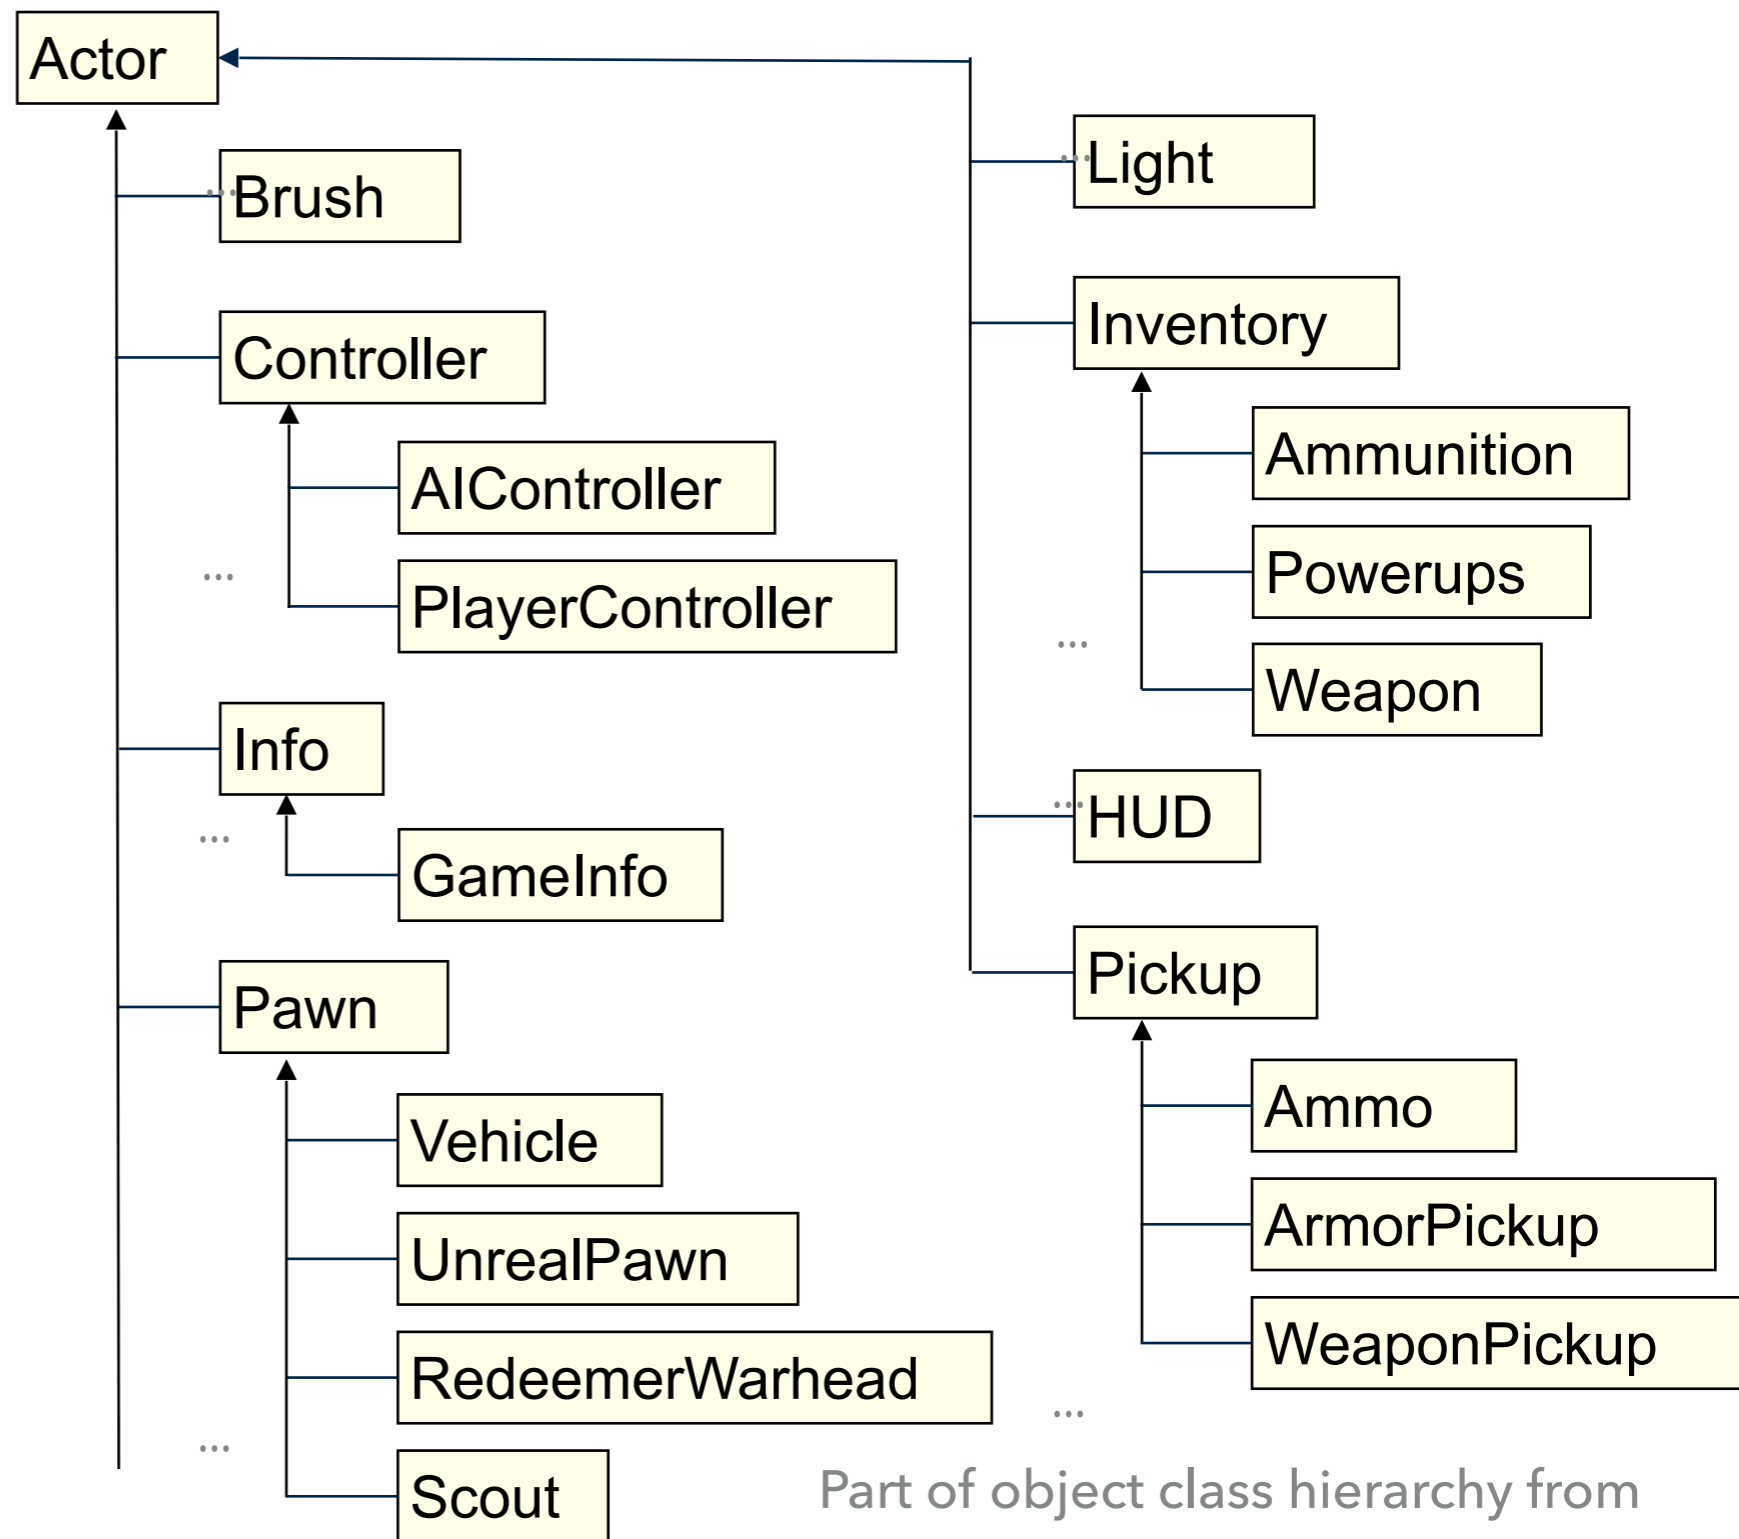 Actor
...
Brush
Controller
AIController
...
PlayerController
Info
...
GameInfo
Pawn
Vehicle
UnrealPawn
RedeemerWarhead
...
Scout
...
Light
Inventory
Ammunition
Powerups
...
Weapon
...
HUD
Pickup
Ammo
ArmorPickup
WeaponPickup
...
Part of object class hierarchy from